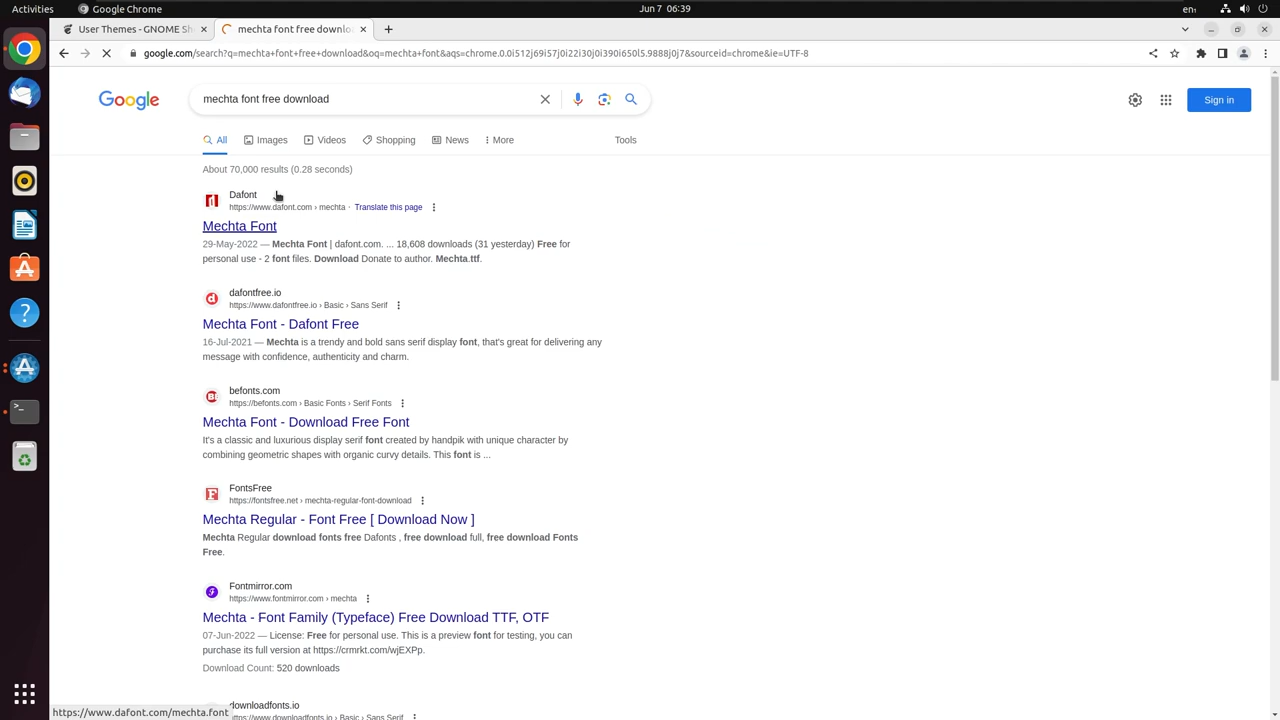 Activities
Google Chrome
Jun 7 06:39
en
User Themes - GNOME Sh
mechta font free downlo
google.com/search?q=mechta+font+free+download&oq=mechta+font&aqs=chrome.0.0i512j69i57j0i22i30j0i390i650l5.9888j0j7&sourceid=chrome&ie=UTF-8
Google
mechta font free download
Sign in
All
Images
Videos
Shopping
News
More
Tools
About 70,000 results (0.28 seconds)
Dafont
https://www.dafont.com › mechta · Translate this page
Mechta Font
29-May-2022 — Mechta Font | dafont.com. ... 18,608 downloads (31 yesterday) Free for
personal use - 2 font files. Download Donate to author. Mechta.ttf.
dafontfree.io
https://www.dafontfree.io › Basic › Sans Serif
Mechta Font - Dafont Free
16-Jul-2021 — Mechta is a trendy and bold sans serif display font, that's great for delivering any
message with confidence, authenticity and charm.
befonts.com
https://befonts.com › Basic Fonts › Serif Fonts
Mechta Font - Download Free Font
It's a classic and luxurious display serif font created by handpik with unique character by
combining geometric shapes with organic curvy details. This font is ...
FontsFree
https://fontsfree.net › mechta-regular-font-download
Mechta Regular - Font Free [ Download Now ]
Mechta Regular download fonts free Dafonts , free download full, free download Fonts
Free.
Fontmirror.com
https://www.fontmirror.com › mechta
Mechta - Font Family (Typeface) Free Download TTF, OTF
07-Jun-2022 — License: Free for personal use. This is a preview font for testing, you can
purchase its full version at https://crmrkt.com/wjEXPp.
Download Count: 520 downloads
downloadfonts.io
https://www.downloadfonts.io › Basic › Sans Serif
https://www.dafont.com/mechta.font